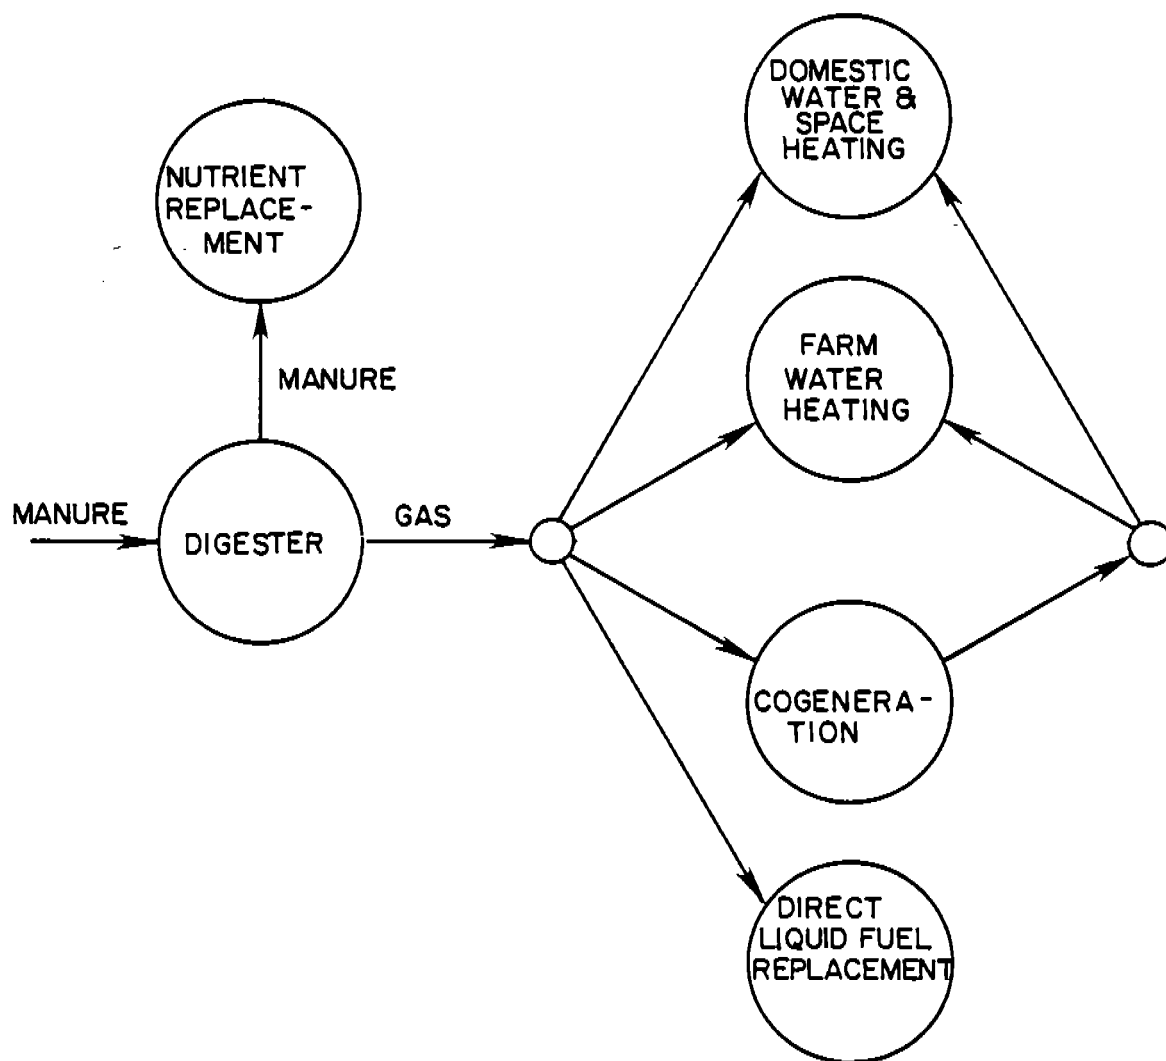 NUTRIENT
REPLACE-
MENT
MANURE
MANURE
DIGESTER
GAS
DOMESTIC
WATER &
SPACE
HEATING
FARM
WATER
HEATING
COGENERA-
TION
DIRECT
LIQUID FUEL
REPLACEMENT